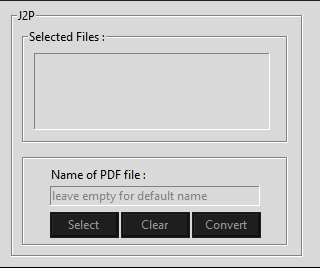 J2P
Selected Files :
Name of PDF file :
leave empty for default name
Select Clear Convert